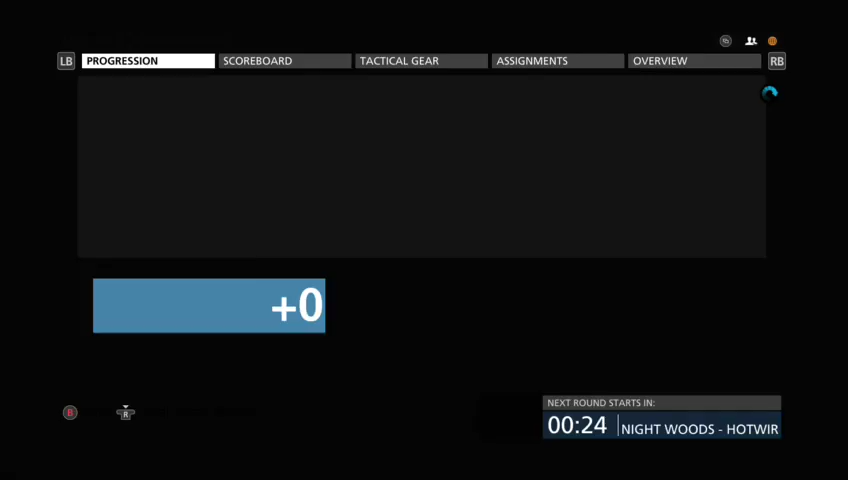 LB PROGRESSION SCOREBOARD TACTICAL GEAR ASSIGNMENTS OVERVIEW RB
+0
B R
NEXT ROUND STARTS IN:
00:24 NIGHT WOODS - HOTWIR